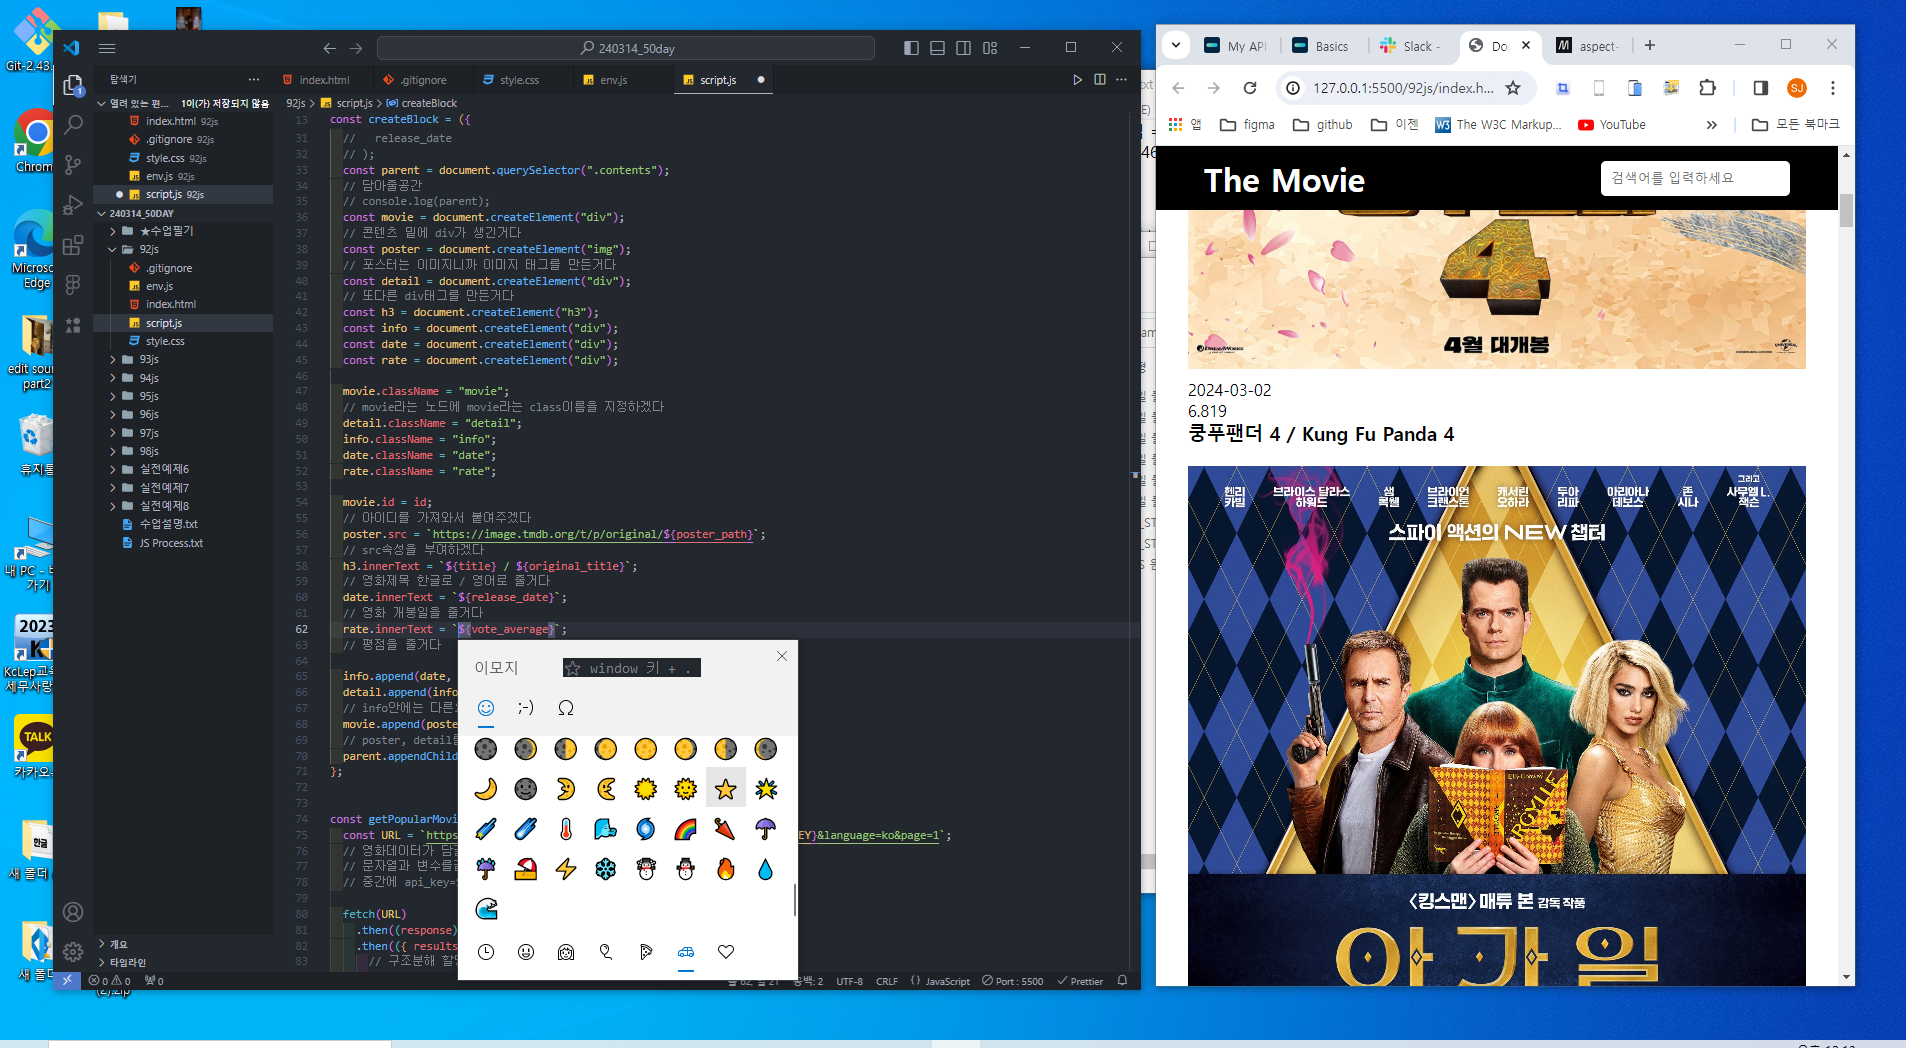 Git-2.43.
Chrom
Micros
Edge
edit sour
part2
휴지통
내 PC - 바
가기
2023
KcLep교육
세무사랑
TALK
카카오
한글
새 폴더
새 폴더
(2).zip
240314_50day
탐색기
index.html
.gitignore
style.css
env.js
script.js
열려 있는 편... 1이(가) 저장되지 않음
index.html 92js
.gitignore 92js
style.css 92js
env.js 92js
script.js 92js
240314_50DAY
★수업필기
92js
.gitignore
env.js
index.html
script.js
style.css
93js
94js
95js
96js
97js
98js
실전예제6
실전예제7
실전예제8
수업설명.txt
JS Process.txt
개요
타임라인
92js > script.js > createBlock
13 const createBlock = ({
31 //   release_date
32 // );
33 const parent = document.querySelector(".contents");
34 // 담아줄공간
35 // console.log(parent);
36 const movie = document.createElement("div");
37 // 콘텐츠 밑에 div가 생긴거다
38 const poster = document.createElement("img");
39 // 포스터는 이미지니까 이미지 태그를 만든거다
40 const detail = document.createElement("div");
41 // 또다른 div태그를 만든거다
42 const h3 = document.createElement("h3");
43 const info = document.createElement("div");
44 const date = document.createElement("div");
45 const rate = document.createElement("div");
46
47 movie.className = "movie";
48 // movie라는 노드에 movie라는 class이름을 지정하겠다
49 detail.className = "detail";
50 info.className = "info";
51 date.className = "date";
52 rate.className = "rate";
53
54 movie.id = id;
55 // 아이디를 가져와서 붙여주겠다
56 poster.src = `https://image.tmdb.org/t/p/original/${poster_path}`;
57 // src속성을 부여하겠다
58 h3.innerText = `${title} / ${original_title}`;
59 // 영화제목 한글로 / 영어로 줄거다
60 date.innerText = `${release_date}`;
61 // 영화 개봉일을 줄거다
62 rate.innerText = `${vote_average}`;
63 // 평점을 줄거다
64
65 info.append(date,
66 detail.append(info
67 // info안에는 다른
68 movie.append(poste
69 // poster, detail을
70 parent.appendChild
71 };
72
73
74 const getPopularMovi
75 const URL = `https EY}&language=ko&page=1`;
76 // 영화데이터가 담긴
77 // 문자열과 변수를
78 // 중간에 api_key=
79
80 fetch(URL)
81 .then((response)
82 .then(({ results
83 // 구조분해 할당
이모지
window 키 + .
;-)
Ω
0 0 0
줄 62, 열 21 공백: 2 UTF-8 CRLF {} JavaScript Port : 5500 Prettier
My API
Basics
Slack -
Do
aspect-
127.0.0.1:5500/92js/index.h...
SJ
앱
figma
github
이젠
The W3C Markup...
YouTube
모든 북마크
The Movie
검색어를 입력하세요
4
4월 대개봉
2024-03-02
6.819
쿵푸팬더 4 / Kung Fu Panda 4
헨리 카빌
브라이스 달라스 하워드
샘 록웰
브라이언 크랜스톤
캐서린 오하라
두아 리파
아리아나 데보스
존 시나
그리고 사무엘 L. 잭슨
스파이 액션의 NEW 챕터
<킹스맨> 매튜 본 감독 작품
아가일